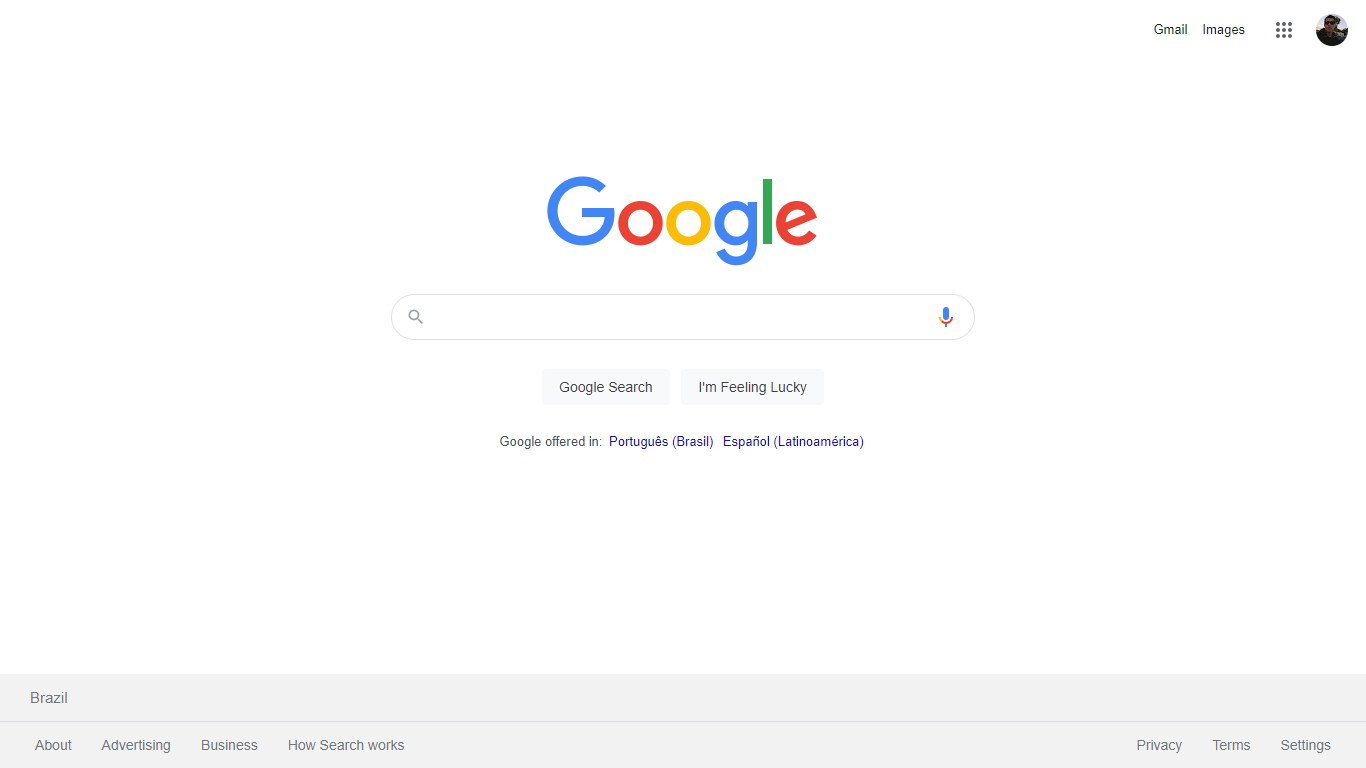 Gmail Images
Google
Google Search I'm Feeling Lucky
Google offered in: Português (Brasil) Español (Latinoamérica)
Brazil
About Advertising Business How Search works Privacy Terms Settings